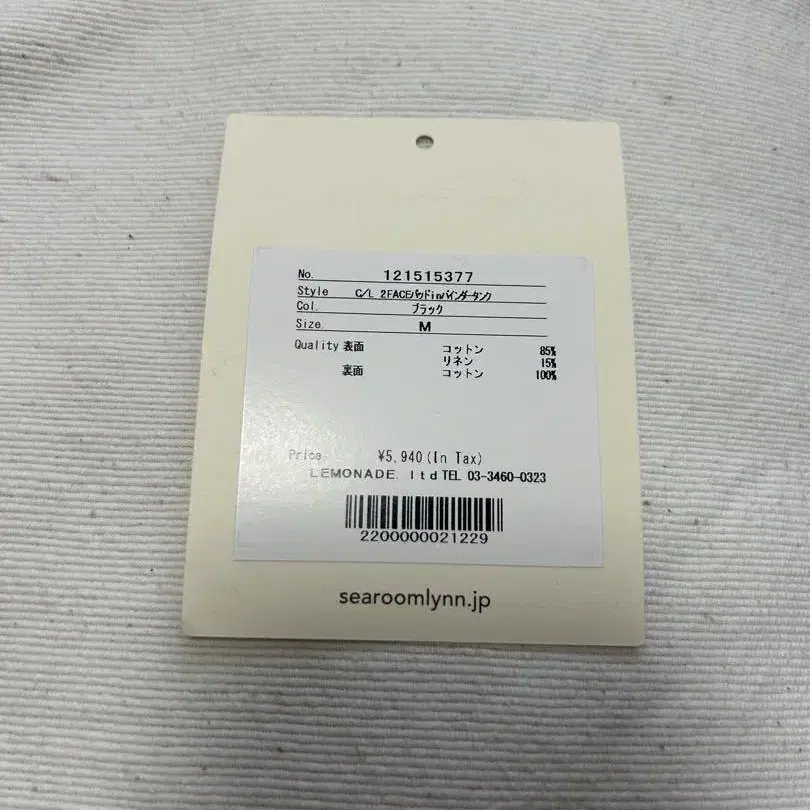 No. 121515377
Style C/L 2FACEパッドinバインダータンク
Col. ブラック
Size. M
Quality 表面 コットン 85%
リネン 15%
裏面 コットン 100%
Price ¥5,940(In Tax)
LEMONADE. ltd TEL 03-3460-0323
2200000021229
searoomlynn.jp